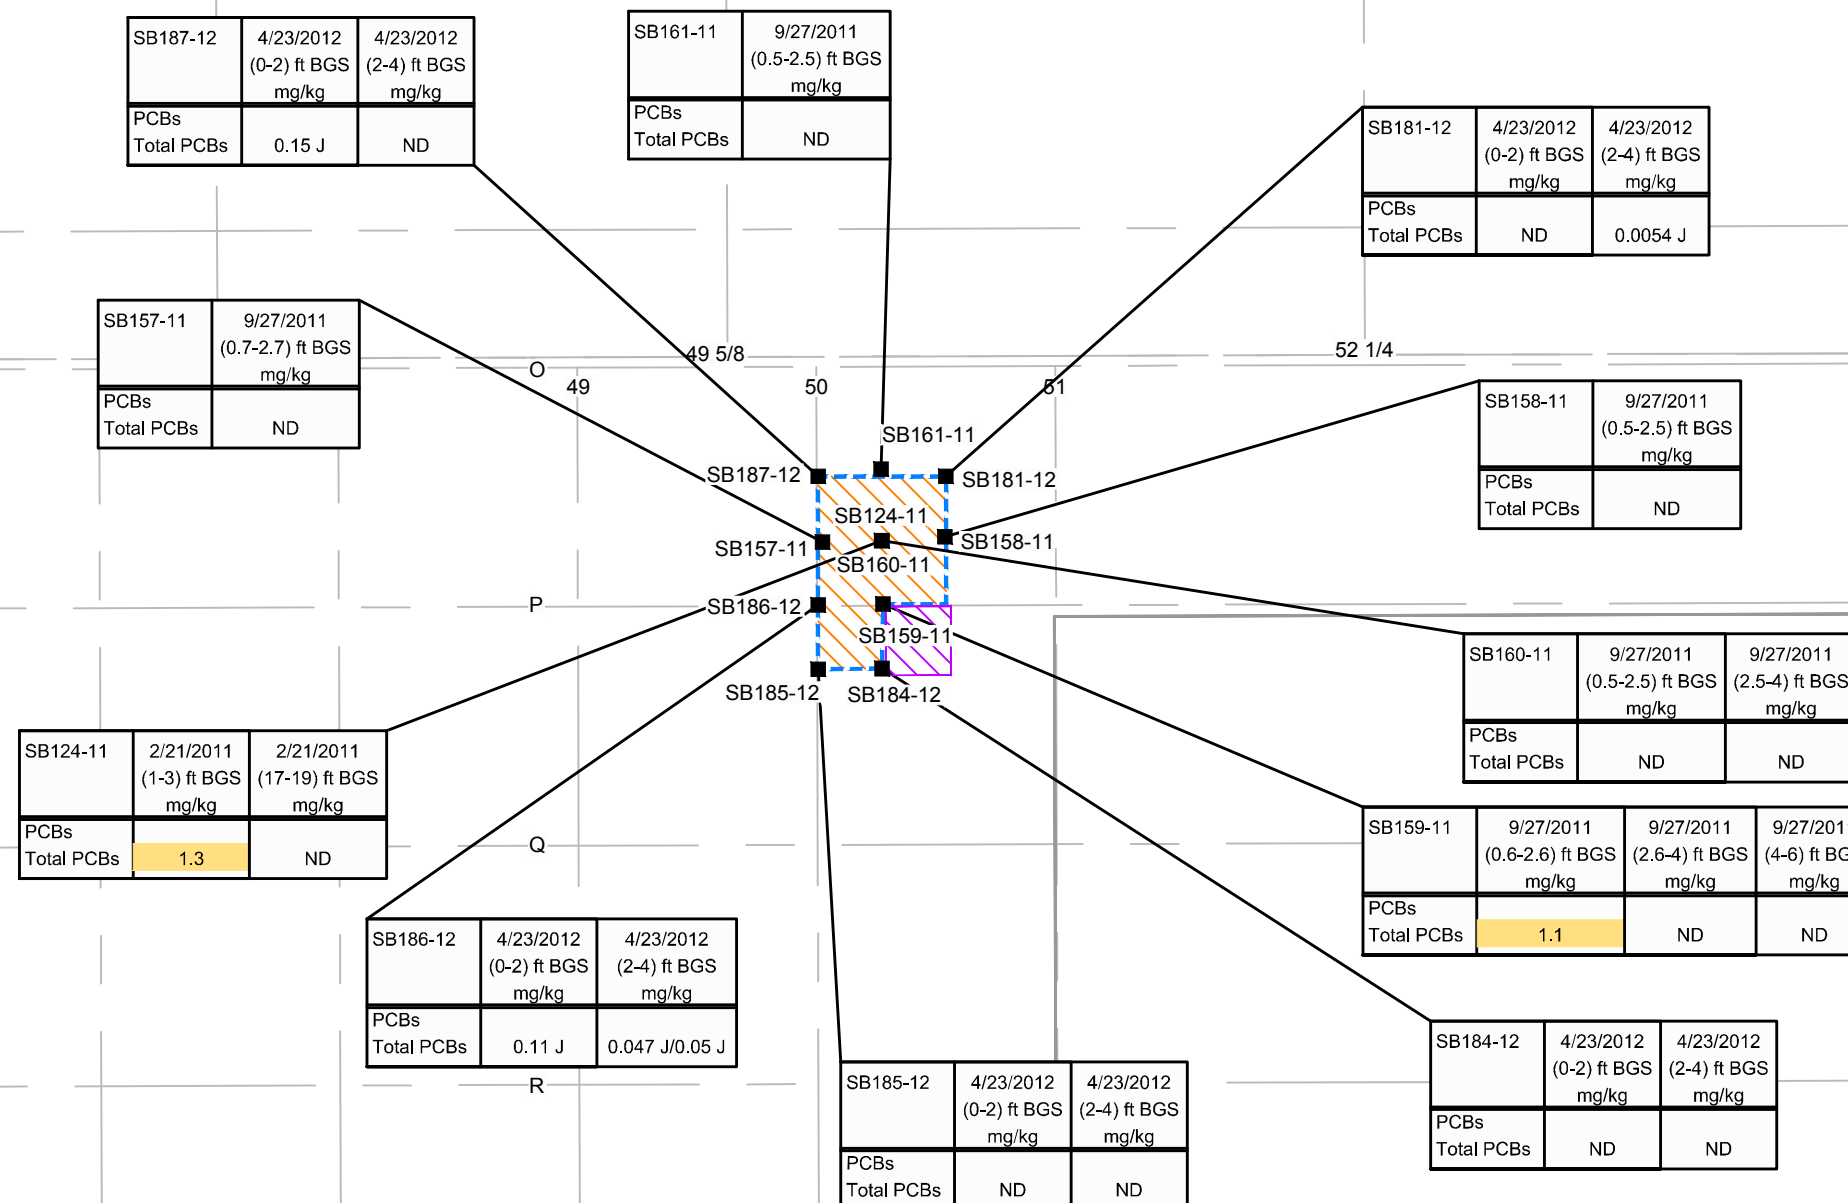 SB187-12 4/23/2012 4/23/2012
(0-2) ft BGS (2-4) ft BGS
mg/kg mg/kg
PCBs
Total PCBs 0.15 J ND
SB161-11 9/27/2011
(0.5-2.5) ft BGS
mg/kg
PCBs
Total PCBs ND
SB181-12 4/23/2012 4/23/2012
(0-2) ft BGS (2-4) ft BGS
mg/kg mg/kg
PCBs
Total PCBs ND 0.0054 J
SB157-11 9/27/2011
(0.7-2.7) ft BGS
mg/kg
PCBs
Total PCBs ND
49 5/8
52 1/4
O
49
50
51
SB158-11 9/27/2011
(0.5-2.5) ft BGS
mg/kg
PCBs
Total PCBs ND
SB161-11
SB187-12
SB181-12
SB124-11
SB157-11
SB158-11
SB160-11
P
SB186-12
SB159-11
SB185-12
SB184-12
SB160-11 9/27/2011 9/27/2011
(0.5-2.5) ft BGS (2.5-4) ft BGS
mg/kg mg/kg
PCBs
Total PCBs ND ND
SB124-11 2/21/2011 2/21/2011
(1-3) ft BGS (17-19) ft BGS
mg/kg mg/kg
PCBs
Total PCBs 1.3 ND
Q
SB159-11 9/27/2011 9/27/2011 9/27/201
(0.6-2.6) ft BGS (2.6-4) ft BGS (4-6) ft BG
mg/kg mg/kg mg/kg
PCBs
Total PCBs 1.1 ND ND
SB186-12 4/23/2012 4/23/2012
(0-2) ft BGS (2-4) ft BGS
mg/kg mg/kg
PCBs
Total PCBs 0.11 J 0.047 J/0.05 J
R
SB185-12 4/23/2012 4/23/2012
(0-2) ft BGS (2-4) ft BGS
mg/kg mg/kg
PCBs
Total PCBs ND ND
SB184-12 4/23/2012 4/23/2012
(0-2) ft BGS (2-4) ft BGS
mg/kg mg/kg
PCBs
Total PCBs ND ND